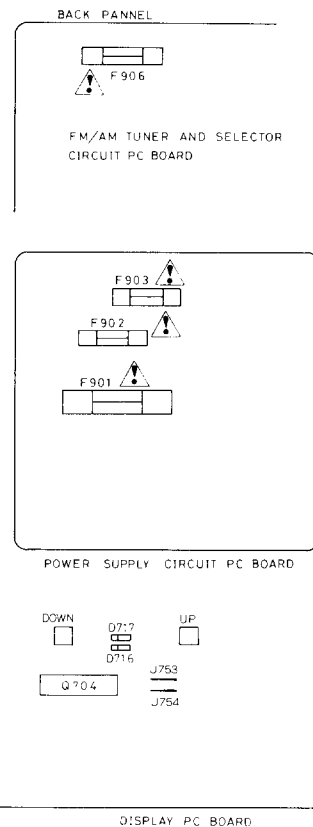 BACK PANNEL
F906
FM/AM TUNER AND SELECTOR
CIRCUIT PC BOARD
F903
F902
F901
POWER SUPPLY CIRCUIT PC BOARD
DOWN
D717
UP
D716
J753
Q704
J754
DISPLAY PC BOARD